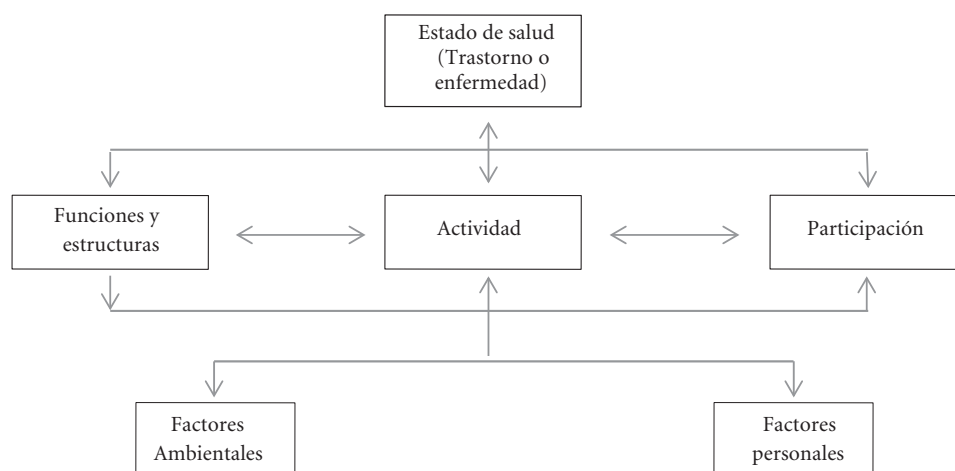 Estado de salud
(Trastorno o
enfermedad)
Funciones y
estructuras
Actividad
Participación
Factores
Ambientales
Factores
personales